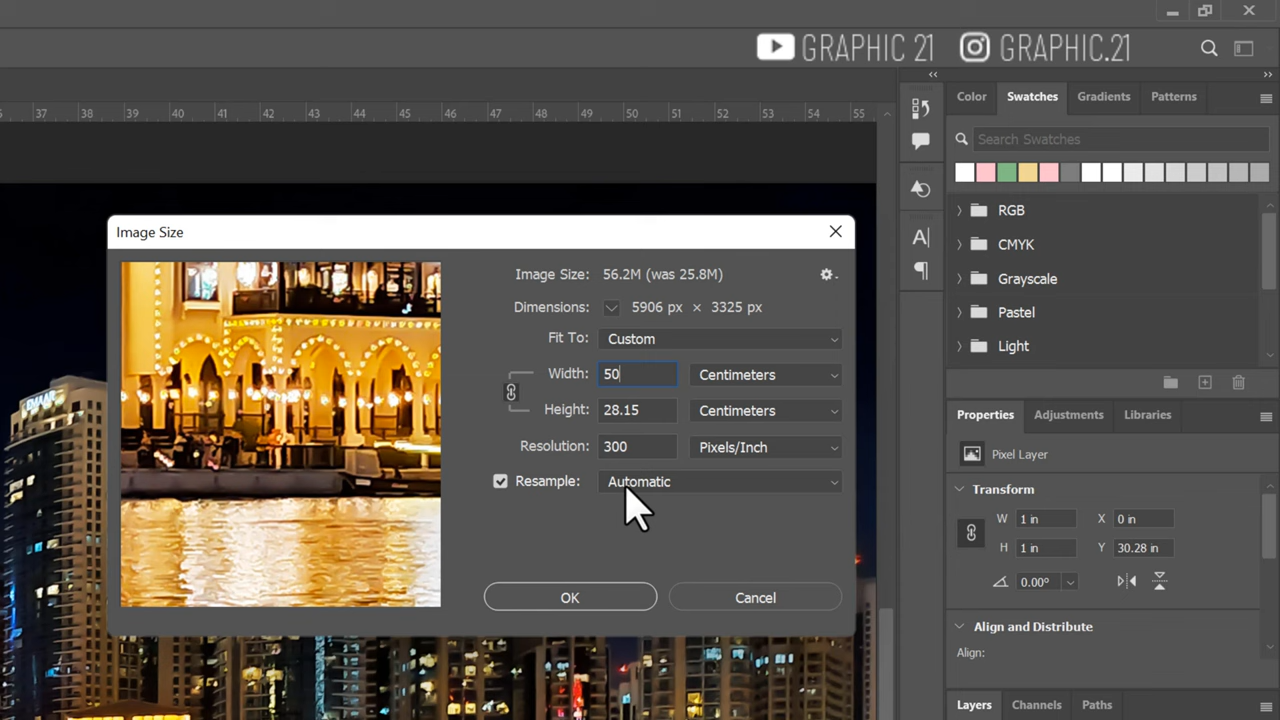 GRAPHIC 21 GRAPHIC.21
37 38 39 40 41 42 43 44 45 46 47 48 49 50 51 52 53 54 55
Color Swatches Gradients Patterns
Search Swatches
RGB
CMYK
Grayscale
Pastel
Light
Image Size
Image Size: 56.2M (was 25.8M)
Dimensions: 5906 px × 3325 px
Fit To: Custom
Width: 50 Centimeters
Height: 28.15 Centimeters
Resolution: 300 Pixels/Inch
Resample: Automatic
OK Cancel
EMAAR
Properties Adjustments Libraries
Pixel Layer
Transform
W 1 in X 0 in
H 1 in Y 30.28 in
0.00°
Align and Distribute
Align:
Layers Channels Paths